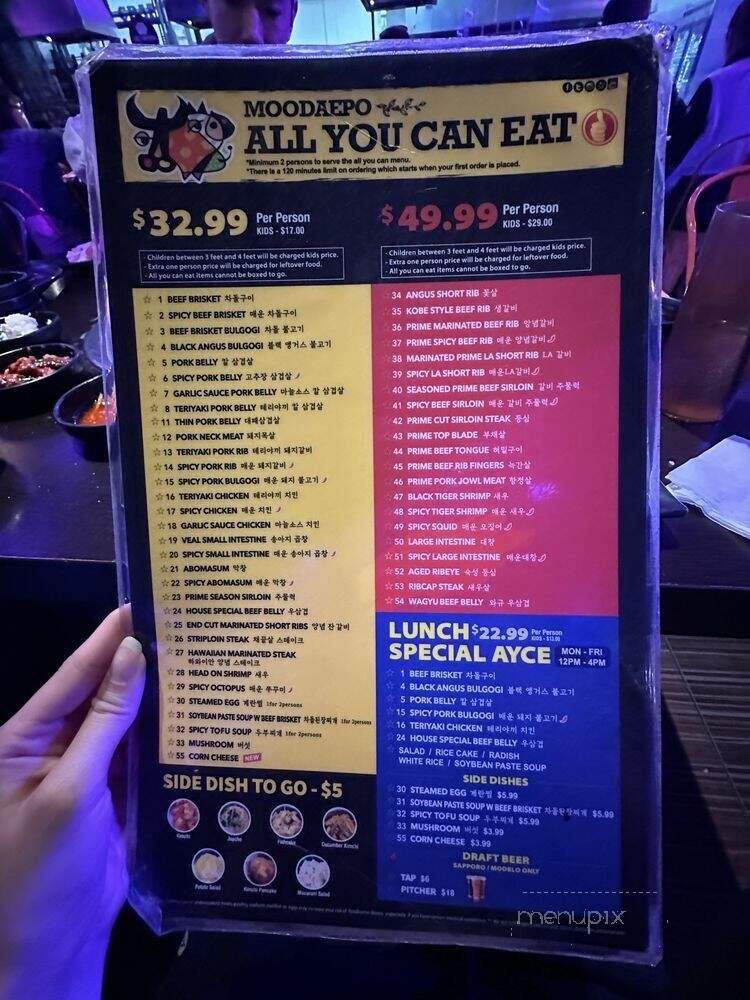 MOODAEPO
ALL YOU CAN EAT
*Minimum 2 persons to serve the all you can menu.
*There is a 120 minutes limit on ordering which starts when your first order is placed.
$32.99 Per Person
KIDS - $17.00
- Children between 3 feet and 4 feet will be charged kids price.
- Extra one person price will be charged for leftover food.
- All you can eat items cannot be boxed to go.
☆ 1 BEEF BRISKET 차돌구이
☆ 2 SPICY BEEF BRISKET 매운 차돌구이
☆ 3 BEEF BRISKET BULGOGI 차돌 불고기
☆ 4 BLACK ANGUS BULGOGI 블랙 앵거스 불고기
☆ 5 PORK BELLY 칼 삼겹살
☆ 6 SPICY PORK BELLY 고추장 삼겹살
☆ 7 GARLIC SAUCE PORK BELLY 마늘소스 칼 삼겹살
☆ 8 TERIYAKI PORK BELLY 테리야끼 칼 삼겹살
☆ 11 THIN PORK BELLY 대패삼겹살
☆ 12 PORK NECK MEAT 돼지목살
☆ 13 TERIYAKI PORK RIB 테리야끼 돼지갈비
☆ 14 SPICY PORK RIB 매운 돼지갈비
☆ 15 SPICY PORK BULGOGI 매운 돼지 불고기
☆ 16 TERIYAKI CHICKEN 테리야끼 치킨
☆ 17 SPICY CHICKEN 매운 치킨
☆ 18 GARLIC SAUCE CHICKEN 마늘소스 치킨
☆ 19 VEAL SMALL INTESTINE 송아지 곱창
☆ 20 SPICY SMALL INTESTINE 매운 송아지 곱창
☆ 21 ABOMASUM 막창
☆ 22 SPICY ABOMASUM 매운 막창
☆ 23 PRIME SEASON SIRLOIN 주물럭
☆ 24 HOUSE SPECIAL BEEF BELLY 우삼겹
☆ 25 END CUT MARINATED SHORT RIBS 양념 잔갈비
☆ 26 STRIPLOIN STEAK 채끝살 스테이크
☆ 27 HAWAIIAN MARINATED STEAK
하와이안 양념 스테이크
☆ 28 HEAD ON SHRIMP 새우
☆ 29 SPICY OCTOPUS 매운 쭈꾸미
☆ 30 STEAMED EGG 계란찜 1for 2persons
☆ 31 SOYBEAN PASTE SOUP W BEEF BRISKET 차돌된장찌개 1for 2persons
☆ 32 SPICY TOFU SOUP 두부찌개 1for 2persons
☆ 33 MUSHROOM 버섯
☆ 55 CORN CHEESE NEW
SIDE DISH TO GO - $5
Kimchi
Japche
Fishcake
Cucumber Kimchi
Potato Salad
Kimchi Pancake
Macaroni Salad
$49.99 Per Person
KIDS - $29.00
- Children between 3 feet and 4 feet will be charged kids price.
- Extra one person price will be charged for leftover food.
- All you can eat items cannot be boxed to go.
☆ 34 ANGUS SHORT RIB 꽃살
☆ 35 KOBE STYLE BEEF RIB 생갈비
☆ 36 PRIME MARINATED BEEF RIB 양념갈비
☆ 37 PRIME SPICY BEEF RIB 매운 양념갈비
☆ 38 MARINATED PRIME LA SHORT RIB LA 갈비
☆ 39 SPICY LA SHORT RIB 매운LA갈비
☆ 40 SEASONED PRIME BEEF SIRLOIN 갈비 주물럭
☆ 41 SPICY BEEF SIRLOIN 매운 갈비 주물럭
☆ 42 PRIME CUT SIRLOIN STEAK 등심
☆ 43 PRIME TOP BLADE 부채살
☆ 44 PRIME BEEF TONGUE 혀밑구이
☆ 45 PRIME BEEF RIB FINGERS 늑간살
☆ 46 PRIME PORK JOWL MEAT 항정살
☆ 47 BLACK TIGER SHRIMP 새우
☆ 48 SPICY TIGER SHRIMP 매운 새우
☆ 49 SPICY SQUID 매운 오징어
☆ 50 LARGE INTESTINE 대창
☆ 51 SPICY LARGE INTESTINE 매운대창
☆ 52 AGED RIBEYE 숙성 등심
☆ 53 RIBCAP STEAK 새우살
☆ 54 WAGYU BEEF BELLY 와규 우삼겹
LUNCH $22.99 Per Person
KIDS - $13.00
SPECIAL AYCE MON - FRI
12PM - 4PM
☆ 1 BEEF BRISKET 차돌구이
☆ 4 BLACK ANGUS BULGOGI 블랙 앵거스 불고기
☆ 5 PORK BELLY 칼 삼겹살
☆ 15 SPICY PORK BULGOGI 매운 돼지 불고기
☆ 16 TERIYAKI CHICKEN 테리야끼 치킨
☆ 24 HOUSE SPECIAL BEEF BELLY 우삼겹
☆ SALAD / RICE CAKE / RADISH
WHITE RICE / SOYBEAN PASTE SOUP
SIDE DISHES
☆ 30 STEAMED EGG 계란찜 $5.99
☆ 31 SOYBEAN PASTE SOUP W BEEF BRISKET 차돌된장찌개 $5.99
☆ 32 SPICY TOFU SOUP 두부찌개 $5.99
☆ 33 MUSHROOM 버섯 $3.99
☆ 55 CORN CHEESE $3.99
DRAFT BEER
SAPPORO / MODELO ONLY
TAP $6
PITCHER $18
menupix